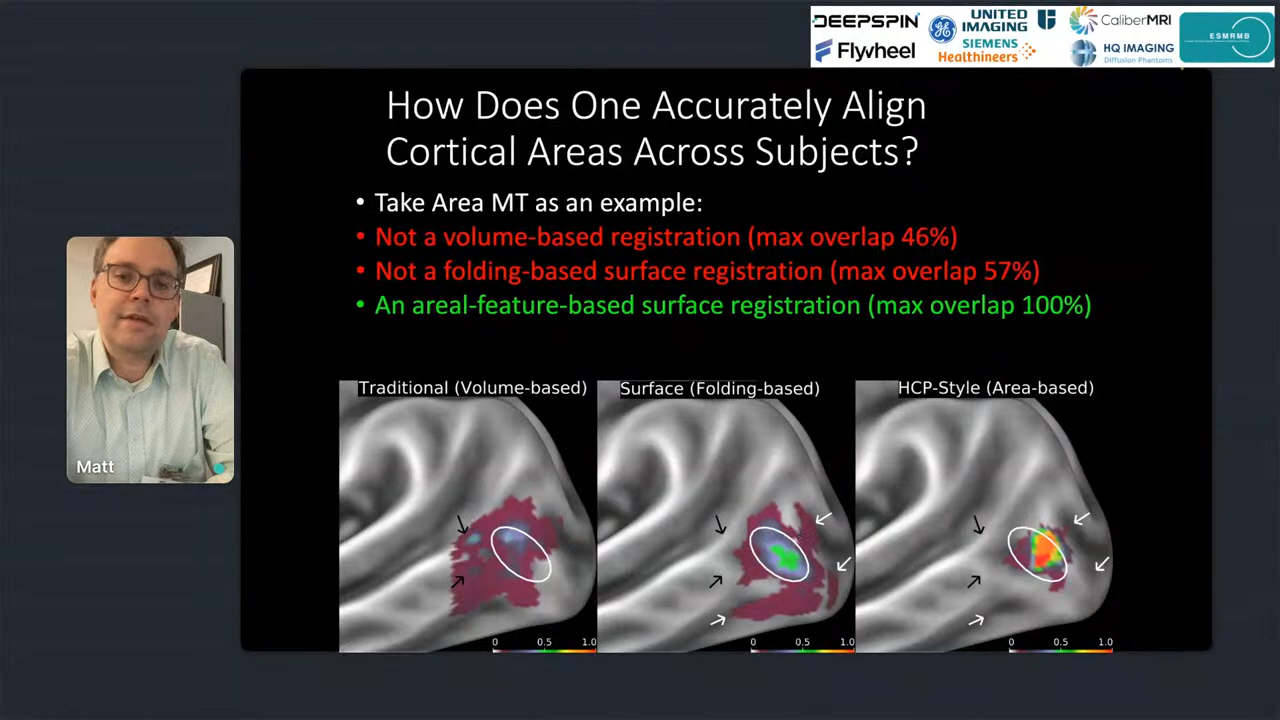 DEEPSPIN
UNITED
IMAGING
CaliberMRI
ESMRMB
Flywheel
SIEMENS
Healthineers
HQ IMAGING
Diffusion Phantoms
How Does One Accurately Align
Cortical Areas Across Subjects?
• Take Area MT as an example:
• Not a volume-based registration (max overlap 46%)
• Not a folding-based surface registration (max overlap 57%)
• An areal-feature-based surface registration (max overlap 100%)
Matt
Traditional (Volume-based)
Surface (Folding-based)
HCP-Style (Area-based)
0 0.5 1.0
0 0.5 1.0
0 0.5 1.0